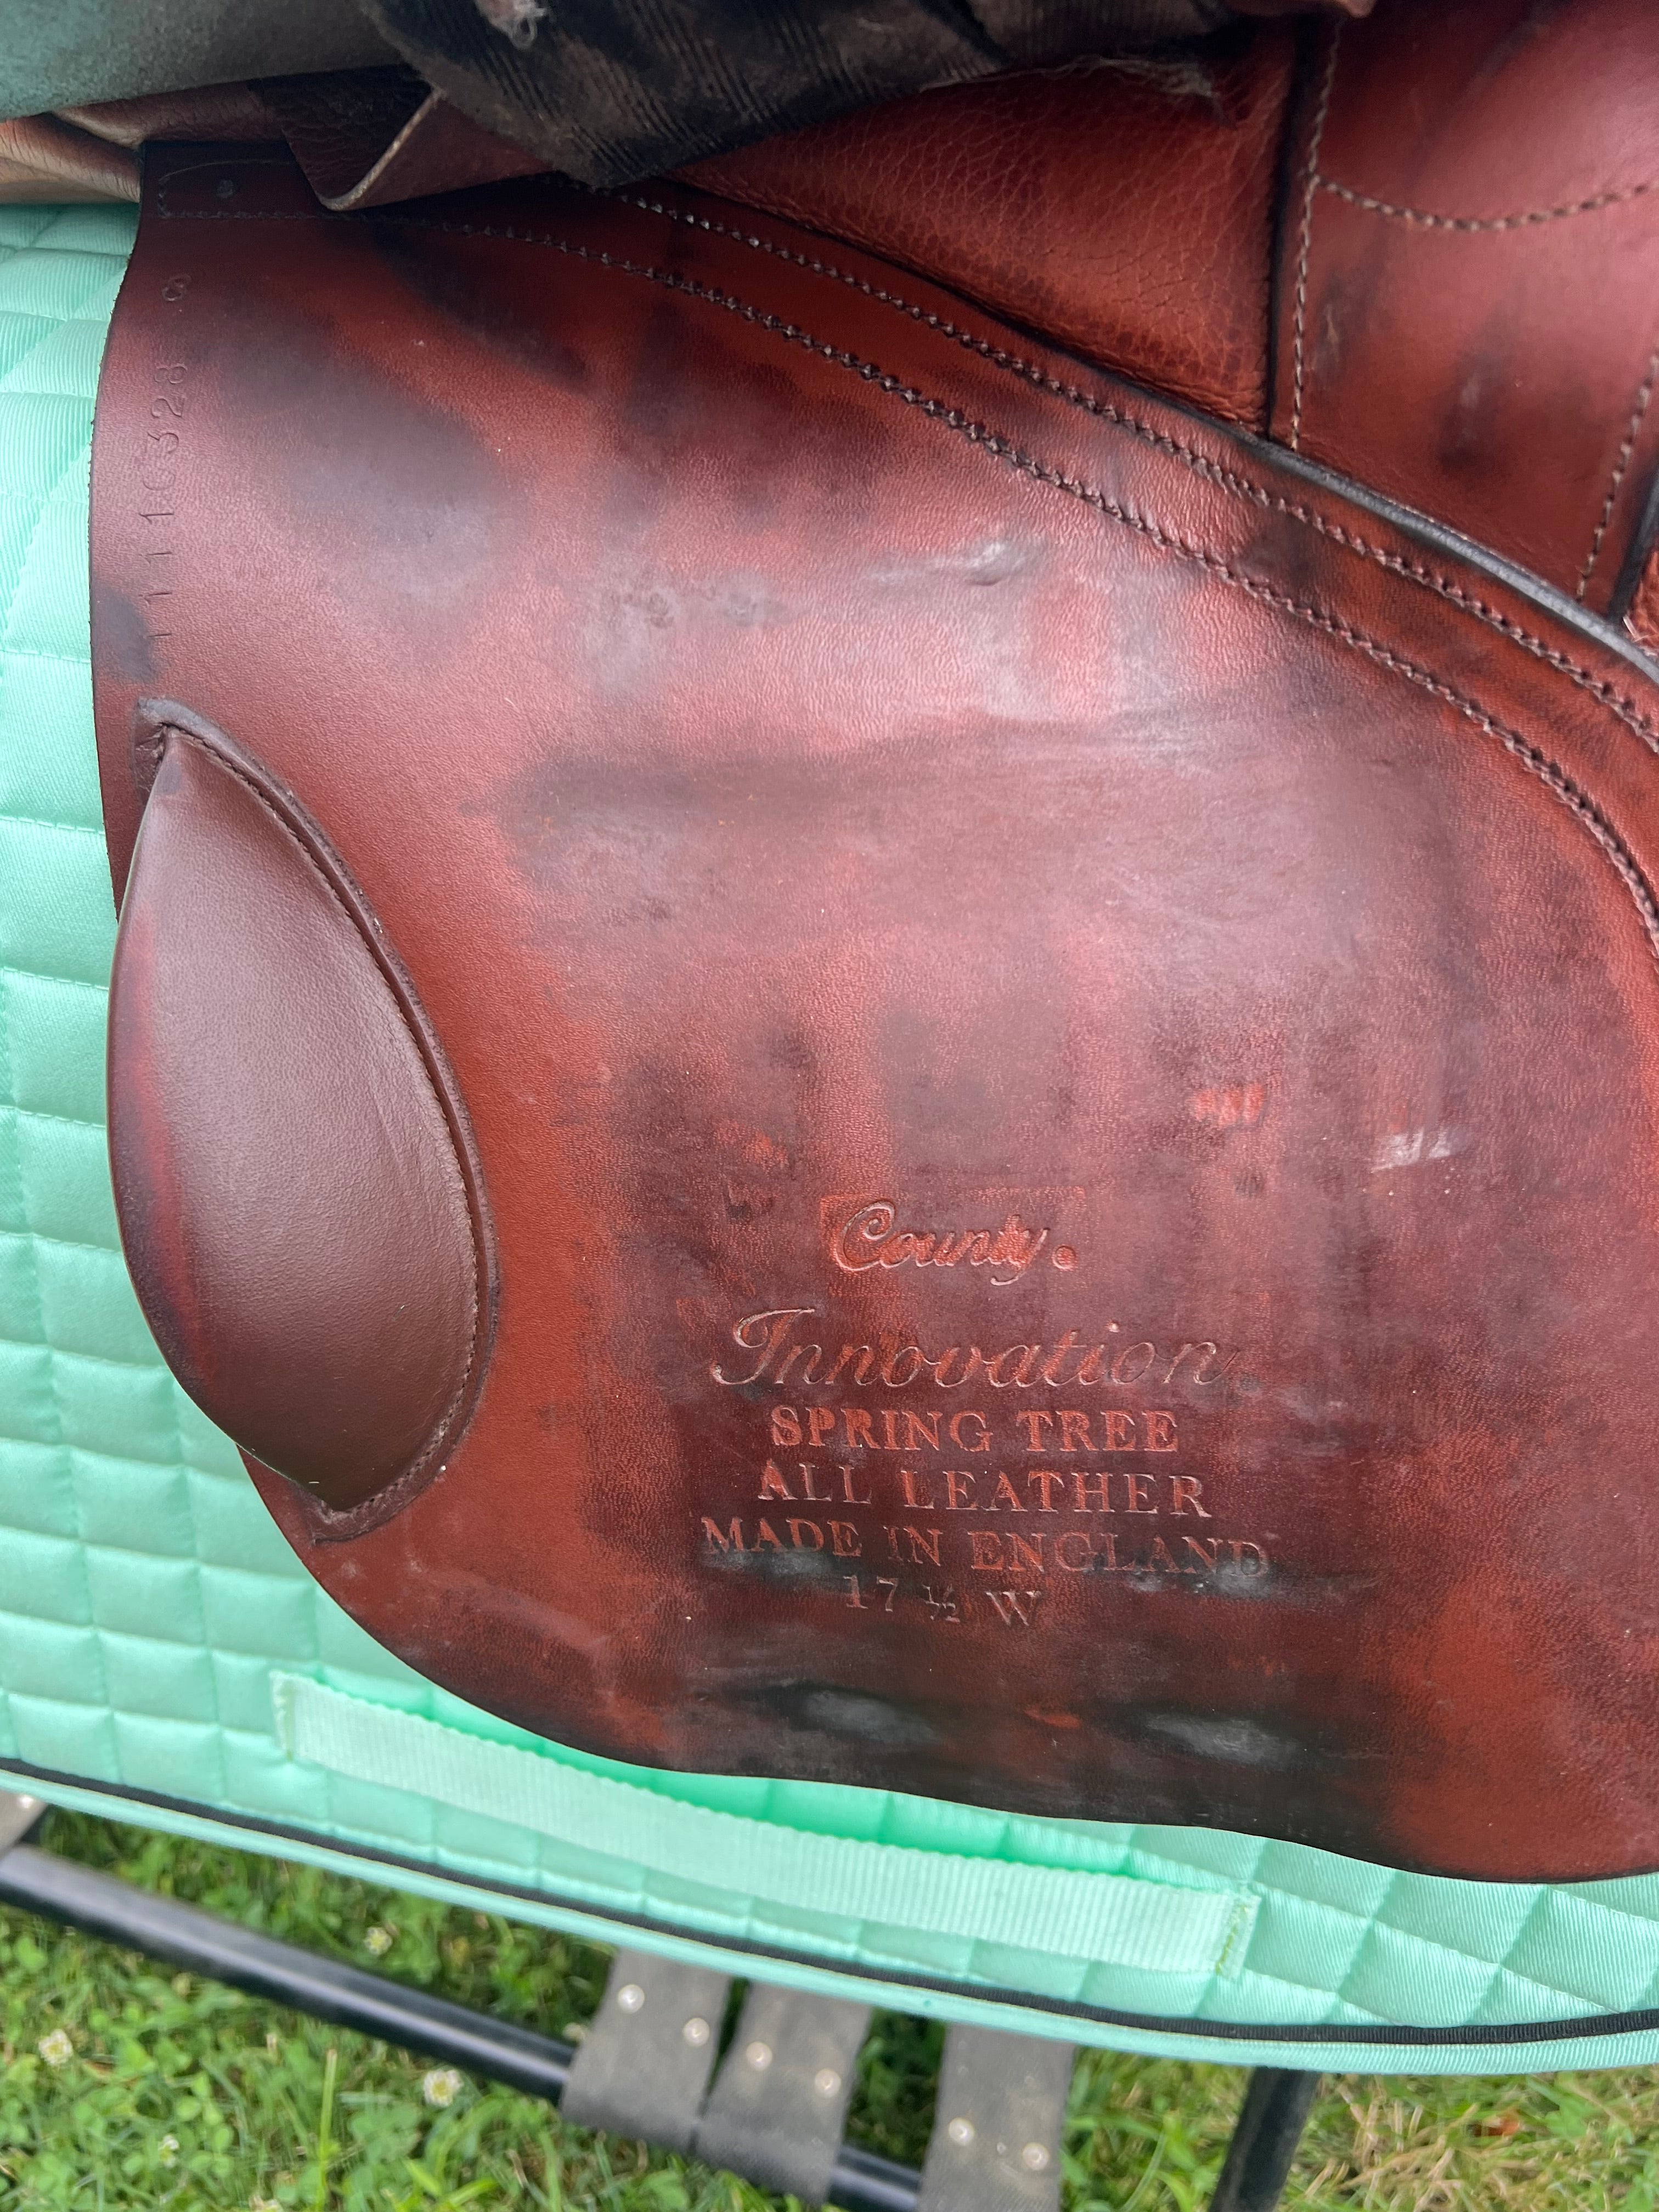 County.
Innovation.
SPRING TREE
ALL LEATHER
MADE IN ENGLAND
17 ½ W